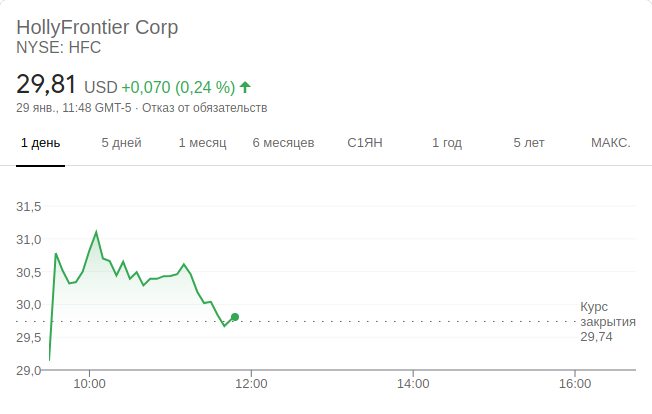 HollyFrontier Corp
NYSE: HFC
29,81 USD +0,070 (0,24 %)
29 янв., 11:48 GMT-5 · Отказ от обязательств
1 день 5 дней 1 месяц 6 месяцев С1ЯН 1 год 5 лет МАКС.
31,5
31,0
30,5
30,0
29,5
29,0
Курс
закрытия
29,74
10:00 12:00 14:00 16:00